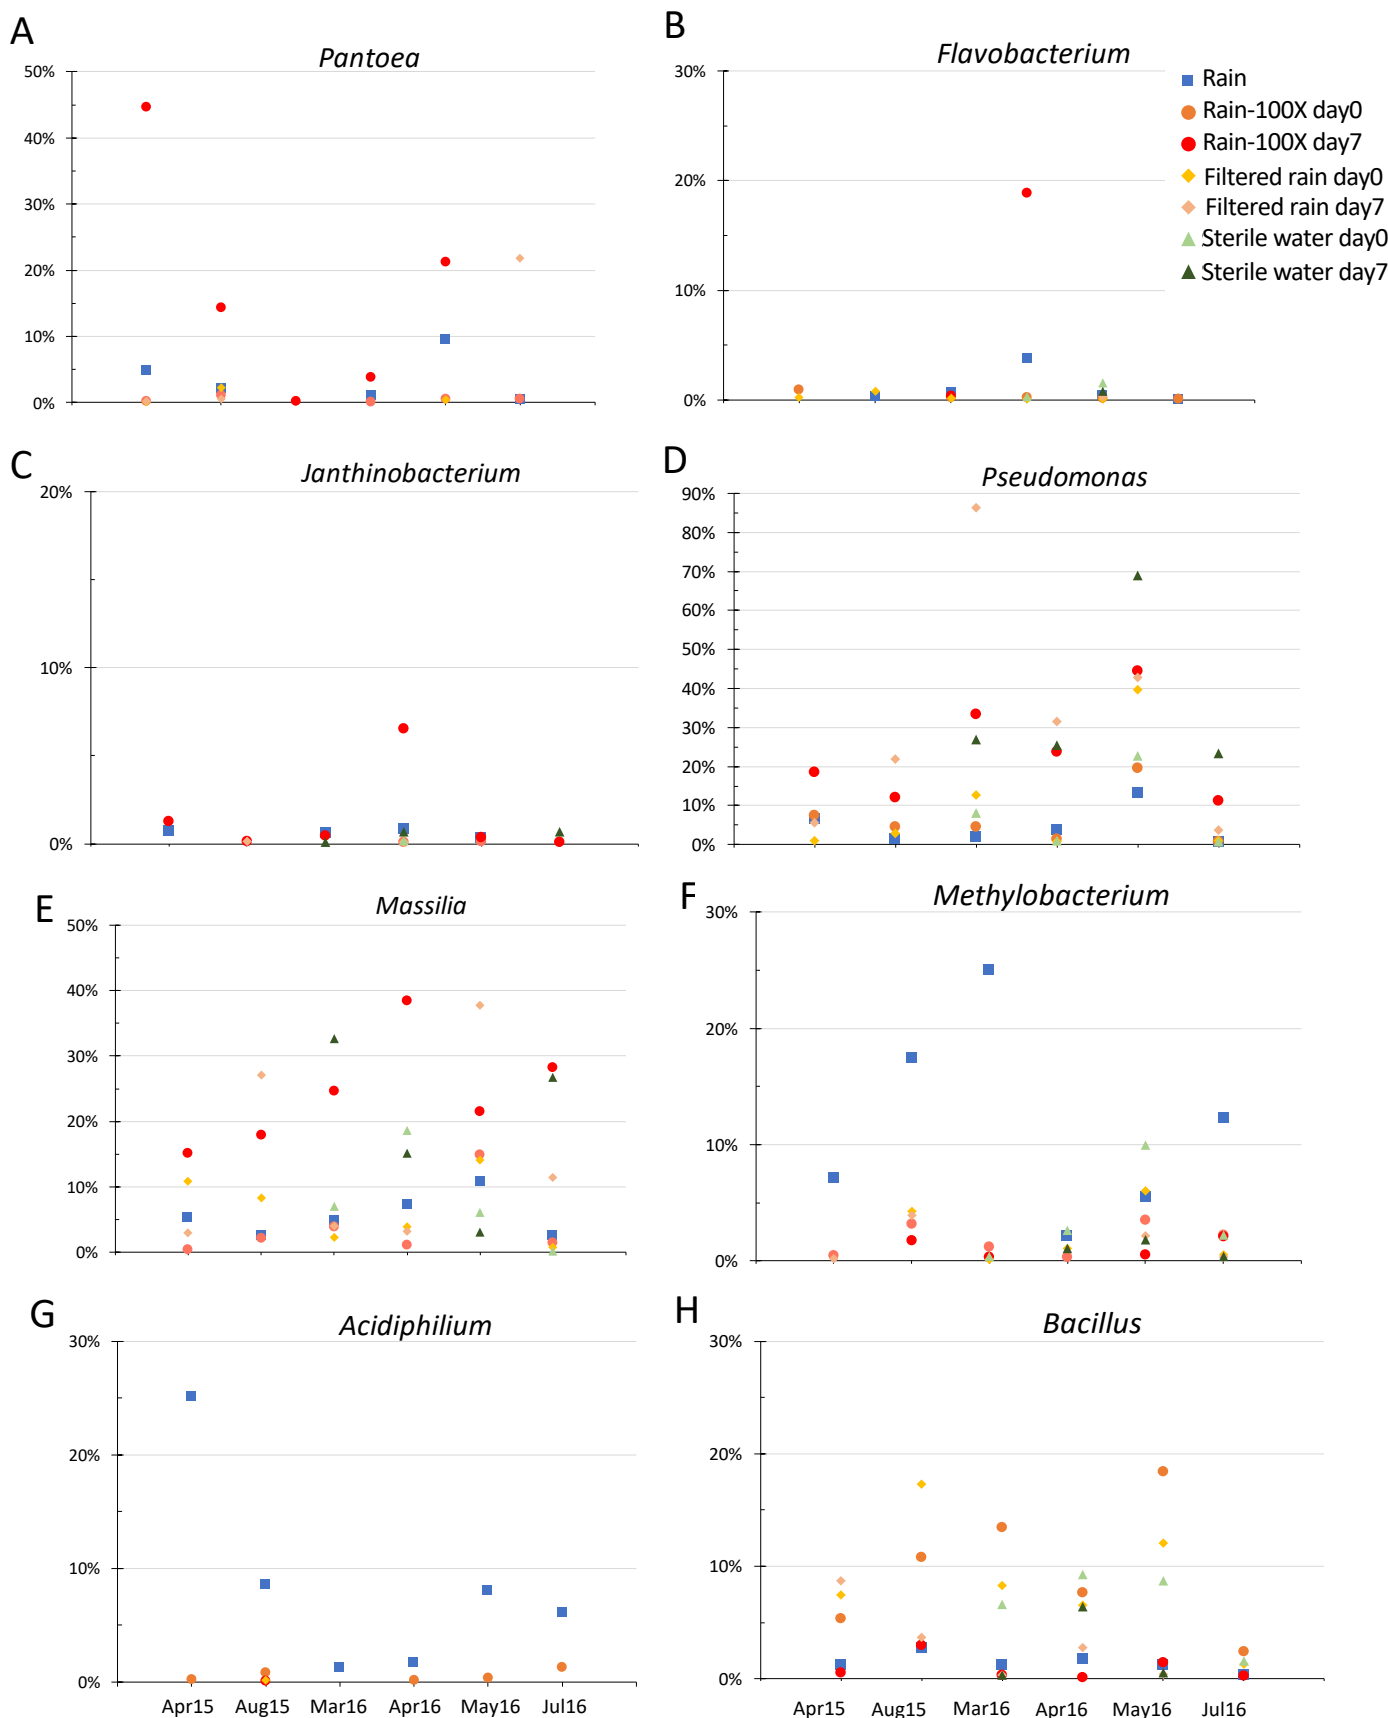 A
Pantoea
50%
40%
30%
20%
10%
0%
B
Flavobacterium
30%
20%
10%
0%
Rain
Rain-100X day0
Rain-100X day7
Filtered rain day0
Filtered rain day7
Sterile water day0
Sterile water day7
C
Janthinobacterium
20%
10%
0%
D
Pseudomonas
90%
80%
70%
60%
50%
40%
30%
20%
10%
0%
E
Massilia
50%
40%
30%
20%
10%
0%
F
Methylobacterium
30%
20%
10%
0%
G
Acidiphilium
30%
20%
10%
0%
Apr15 Aug15 Mar16 Apr16 May16 Jul16
H
Bacillus
30%
20%
10%
0%
Apr15 Aug15 Mar16 Apr16 May16 Jul16